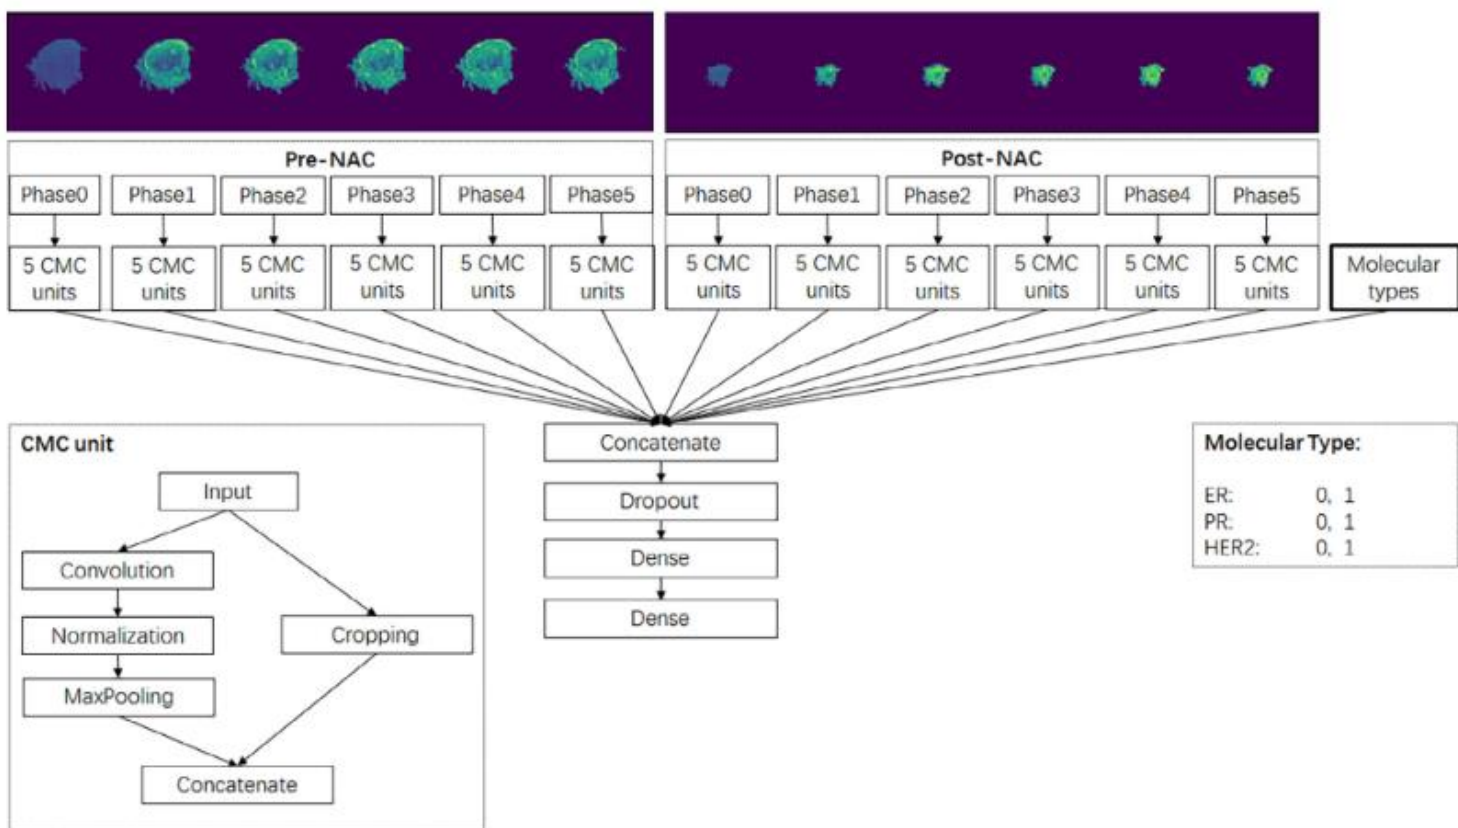 Pre-NAC
Post-NAC
Phase0 Phase1 Phase2 Phase3 Phase4 Phase5 Phase0 Phase1 Phase2 Phase3 Phase4 Phase5
5 CMC 5 CMC 5 CMC 5 CMC 5 CMC 5 CMC 5 CMC 5 CMC 5 CMC 5 CMC 5 CMC 5 CMC Molecular
units units units units units units units units units units units units types
Concatenate
Dropout
Dense
Dense
CMC unit
Input
Convolution
Normalization
Cropping
MaxPooling
Concatenate
Molecular Type:
ER: 0, 1
PR: 0, 1
HER2: 0, 1